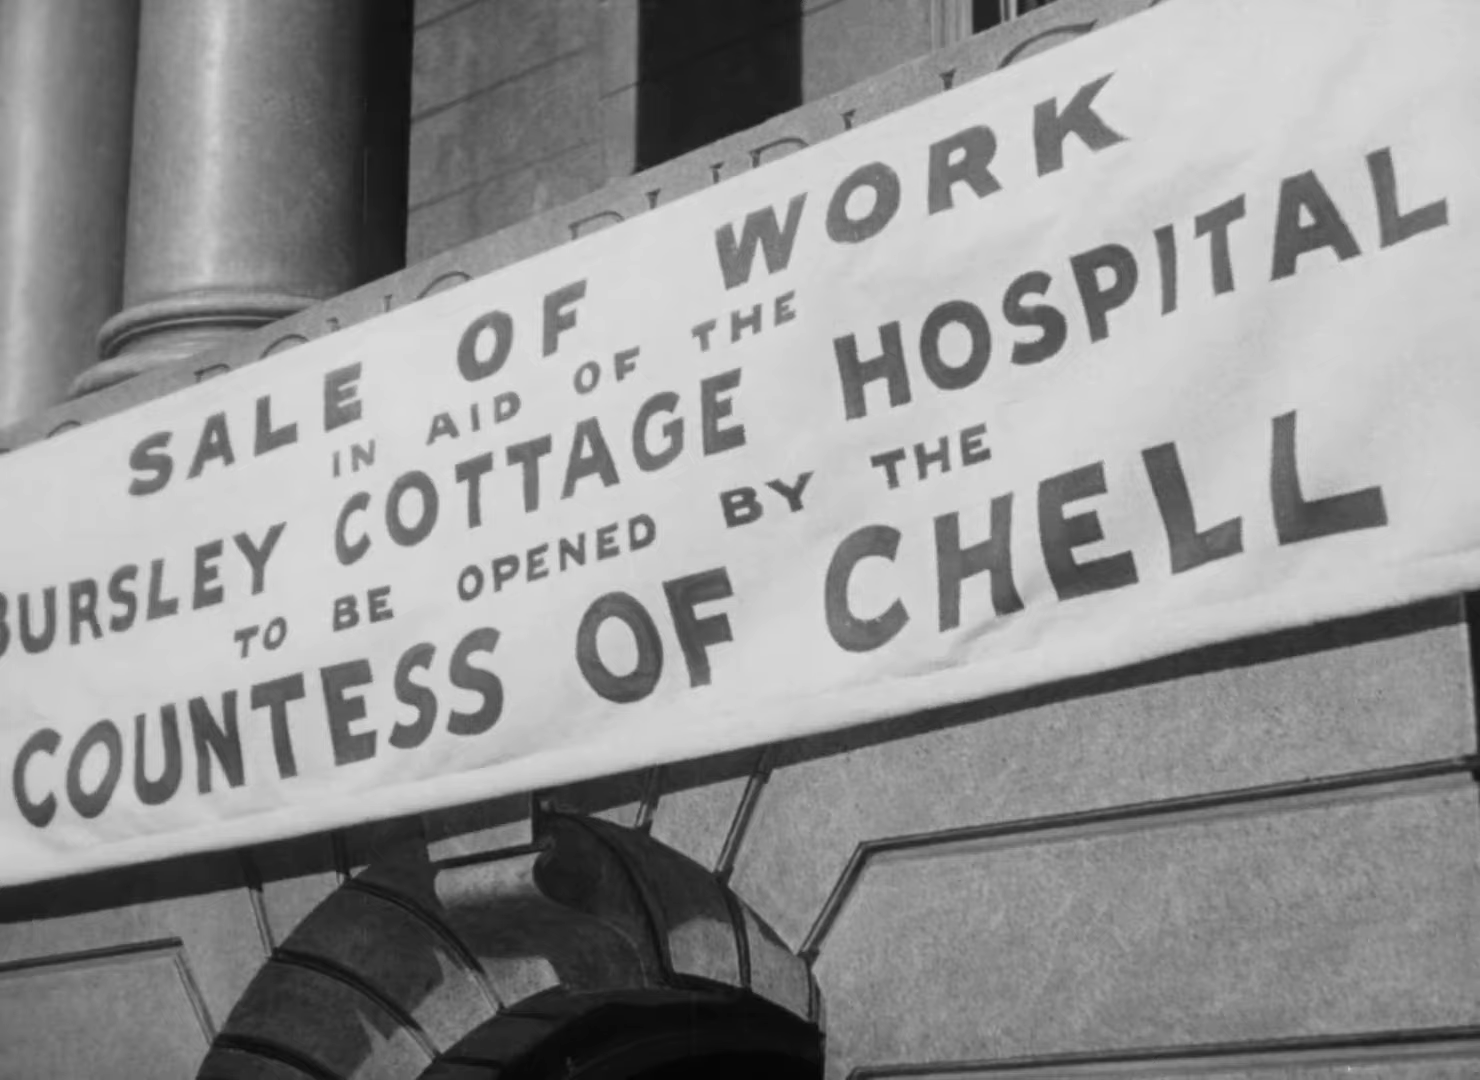 SALE OF WORK
IN AID OF THE
BURSLEY COTTAGE HOSPITAL
TO BE OPENED BY THE
COUNTESS OF CHELL